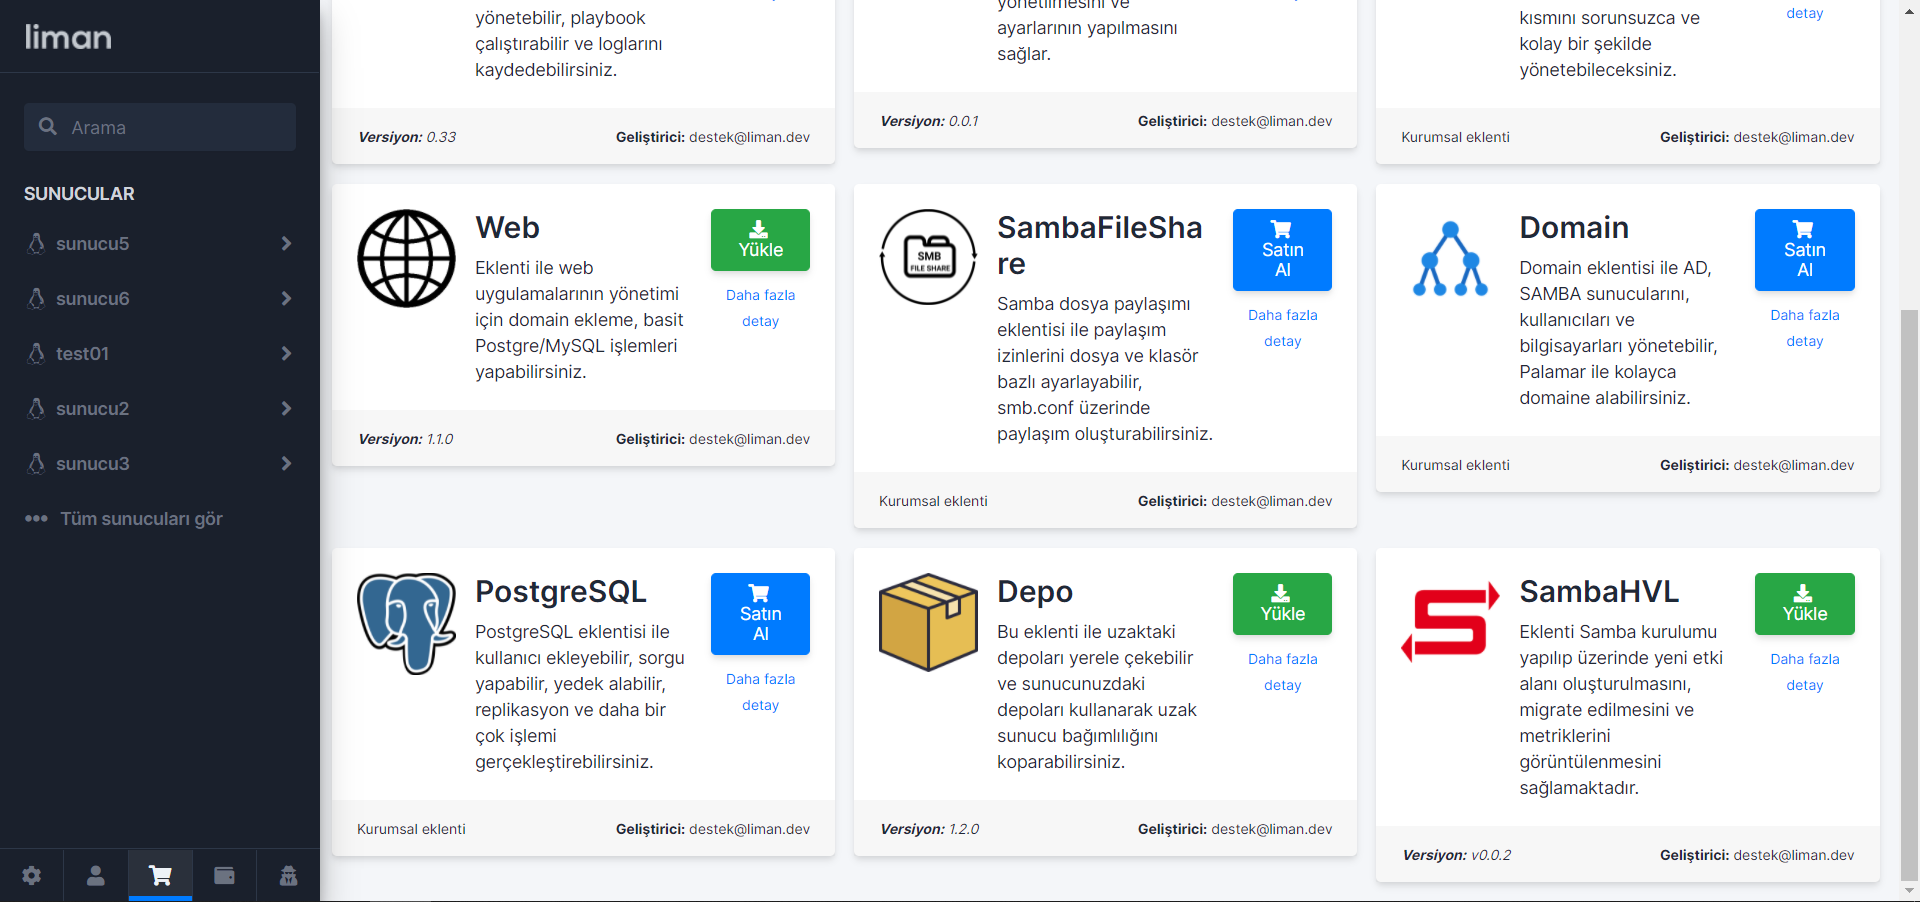 liman
Arama
SUNUCULAR
sunucu5
sunucu6
test01
sunucu2
sunucu3
Tüm sunucuları gör
yönetebilir, playbook
çalıştırabilir ve loglarını
kaydedebilirsiniz.
Versiyon: 0.33
Geliştirici: destek@liman.dev
yönetilmesini ve
ayarlarının yapılmasını
sağlar.
Versiyon: 0.0.1
Geliştirici: destek@liman.dev
kısmını sorunsuzca ve
kolay bir şekilde
yönetebileceksiniz.
detay
Kurumsal eklenti
Geliştirici: destek@liman.dev
Web
Eklenti ile web
uygulamalarının yönetimi
için domain ekleme, basit
Postgre/MySQL işlemleri
yapabilirsiniz.
Yükle
Daha fazla
detay
Versiyon: 1.1.0
Geliştirici: destek@liman.dev
SMB
FILE SHARE
SambaFileSha
re
Samba dosya paylaşımı
eklentisi ile paylaşım
izinlerini dosya ve klasör
bazlı ayarlayabilir,
smb.conf üzerinde
paylaşım oluşturabilirsiniz.
Satın
Al
Daha fazla
detay
Kurumsal eklenti
Geliştirici: destek@liman.dev
Domain
Domain eklentisi ile AD,
SAMBA sunucularını,
kullanıcıları ve
bilgisayarları yönetebilir,
Palamar ile kolayca
domaine alabilirsiniz.
Satın
Al
Daha fazla
detay
Kurumsal eklenti
Geliştirici: destek@liman.dev
PostgreSQL
PostgreSQL eklentisi ile
kullanıcı ekleyebilir, sorgu
yapabilir, yedek alabilir,
replikasyon ve daha bir
çok işlemi
gerçekleştirebilirsiniz.
Satın
Al
Daha fazla
detay
Kurumsal eklenti
Geliştirici: destek@liman.dev
Depo
Bu eklenti ile uzaktaki
depoları yerele çekebilir
ve sunucunuzdaki
depoları kullanarak uzak
sunucu bağımlılığını
koparabilirsiniz.
Yükle
Daha fazla
detay
Versiyon: 1.2.0
Geliştirici: destek@liman.dev
SambaHVL
Eklenti Samba kurulumu
yapılıp üzerinde yeni etki
alanı oluşturulmasını,
migrate edilmesini ve
metriklerini
görüntülenmesini
sağlamaktadır.
Yükle
Daha fazla
detay
Versiyon: v0.0.2
Geliştirici: destek@liman.dev